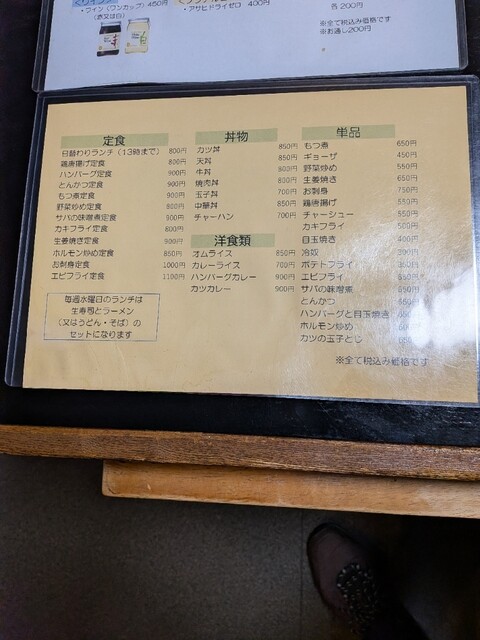 ・ワイン（ワンカップ）450円
（赤又は白）
・アサヒドライゼロ 400円
各 200円
※全て税込み価格です
※お通し200円
定食
日替わりランチ（13時まで） 800円
鶏唐揚げ定食 800円
ハンバーグ定食 900円
とんかつ定食 900円
もつ煮定食 900円
野菜炒め定食 800円
サバの味噌煮定食 900円
カキフライ定食 800円
生姜焼き定食 900円
ホルモン炒め定食 850円
お刺身定食 1000円
エビフライ定食 1100円
毎週水曜日のランチは
生寿司とラーメン
（又はうどん・そば）の
セットになります
丼物
カツ丼 850円
天丼 850円
牛丼 800円
焼肉丼 850円
玉子丼 700円
中華丼 850円
チャーハン 700円
洋食類
オムライス 850円
カレーライス 700円
ハンバーグカレー 900円
カツカレー 900円
単品
もつ煮 650円
ギョーザ 450円
野菜炒め 550円
生姜焼き 650円
お刺身 750円
鶏唐揚げ 550円
チャーシュー 350円
カキフライ 500円
目玉焼き 400円
冷奴 300円
ポテトフライ
エビフライ
サバの味噌煮 650円
とんかつ
ハンバーグと目玉焼き
ホルモン炒め
カツの玉子とじ
※全て税込み価格です